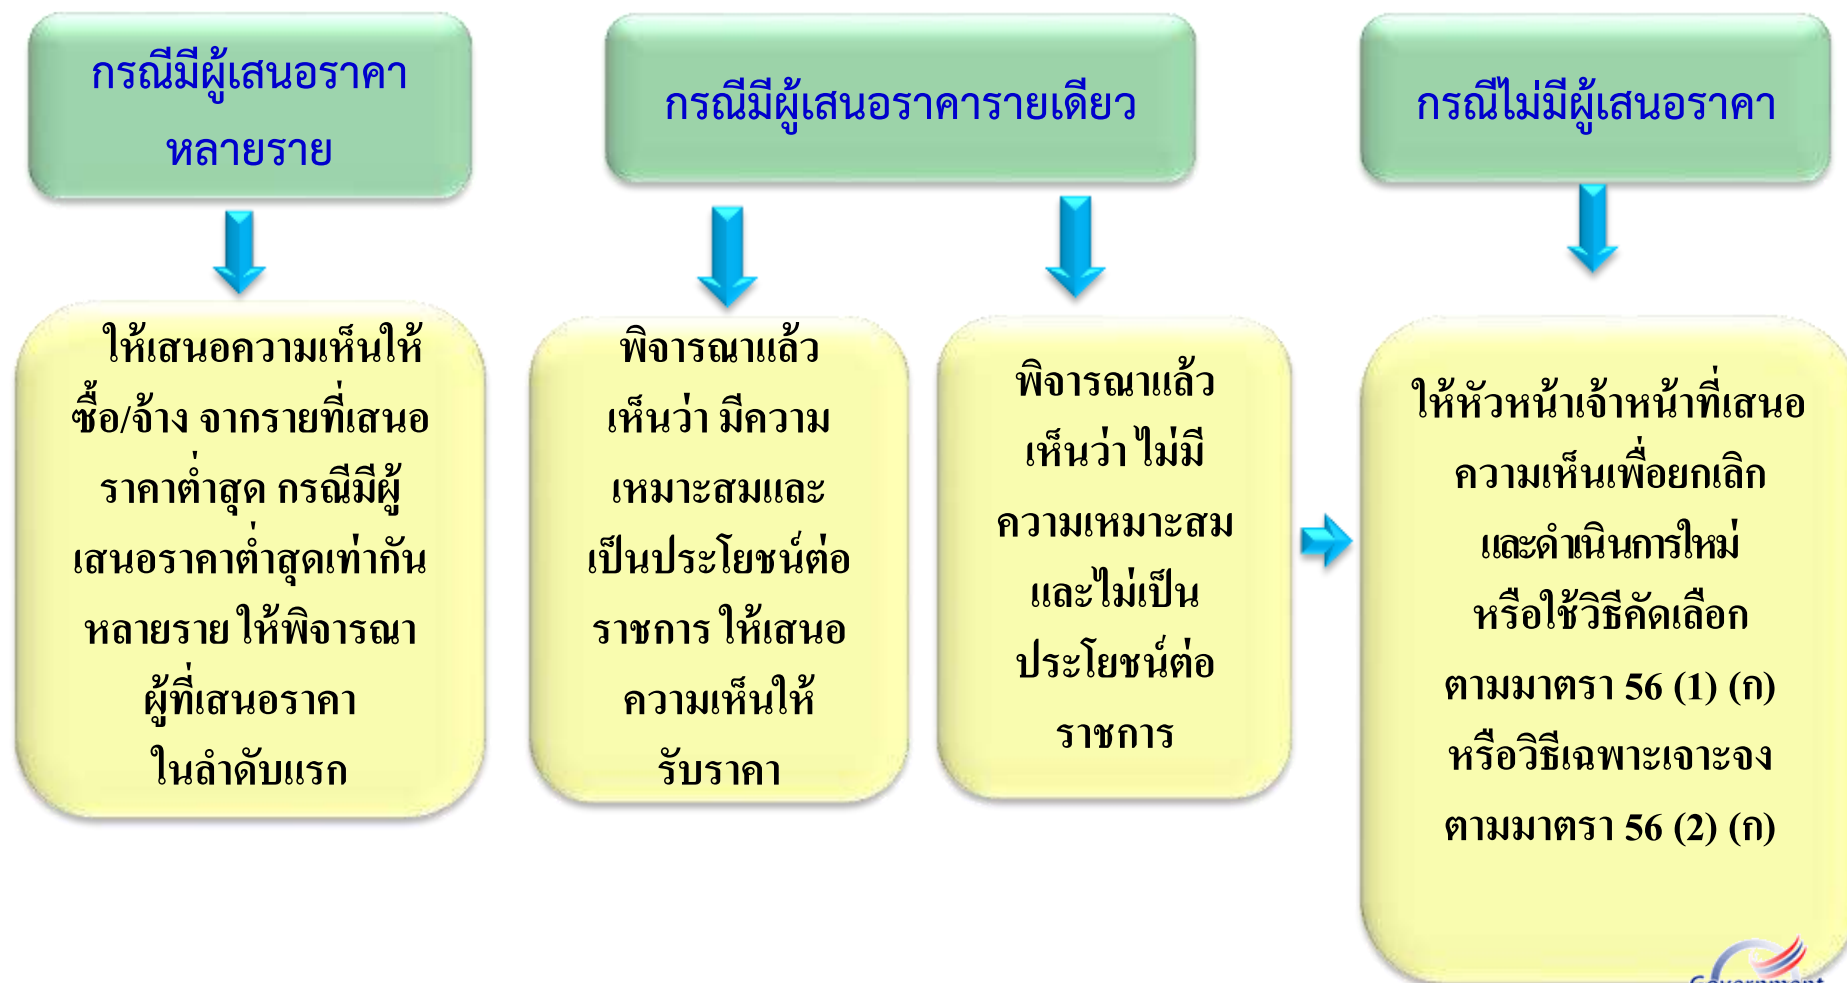 กรณีมีผู้เสนอราคา
หลายราย
กรณีมีผู้เสนอราคารายเดียว
กรณีไม่มีผู้เสนอราคา
ให้เสนอความเห็นให้
ซื้อ/จ้าง จากรายที่เสนอ
ราคาต่ำสุด กรณีมีผู้
เสนอราคาต่ำสุดเท่ากัน
หลายราย ให้พิจารณา
ผู้ที่เสนอราคา
ในลำดับแรก
พิจารณาแล้ว
เห็นว่า มีความ
เหมาะสมและ
เป็นประโยชน์ต่อ
ราชการ ให้เสนอ
ความเห็นให้
รับราคา
พิจารณาแล้ว
เห็นว่า ไม่มี
ความเหมาะสม
และไม่เป็น
ประโยชน์ต่อ
ราชการ
ให้หัวหน้าเจ้าหน้าที่เสนอ
ความเห็นเพื่อยกเลิก
และดำเนินการใหม่
หรือใช้วิธีคัดเลือก
ตามมาตรา 56 (1) (ก)
หรือวิธีเฉพาะเจาะจง
ตามมาตรา 56 (2) (ก)
Government